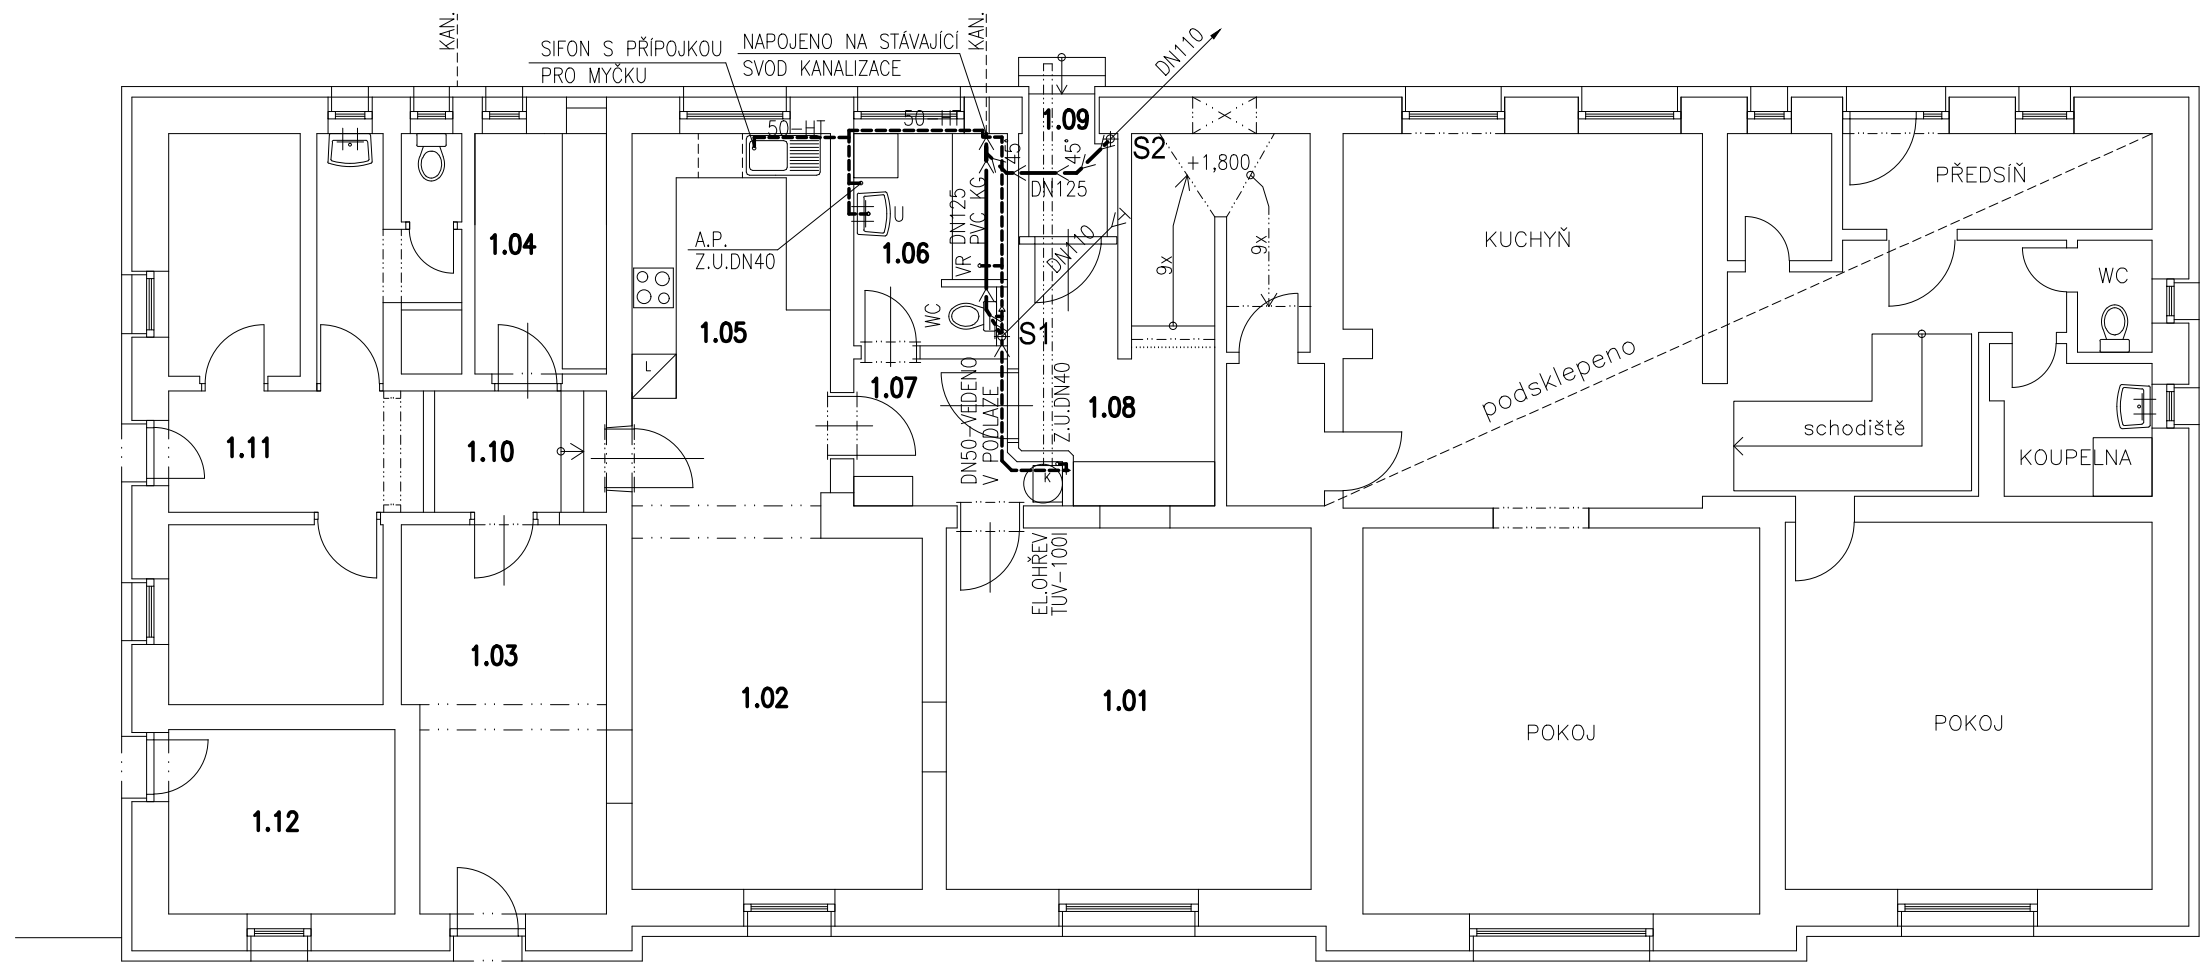 KAN.
SIFON S PŘÍPOJKOU
PRO MYČKU
NAPOJENO NA STÁVAJÍCÍ
SVOD KANALIZACE
KAN.
DN110
50-HT
50-HT
1.09
45°
45°
S2
X
+1,800
DN125
PŘEDSÍŇ
1.04
A.P.
Z.U.DN40
U
1.06
VR DN125
PVC KG
DN110
9x
9x
KUCHYŇ
WC
1.05
WC
S1
L
1.07
DN50-VEDENO
V PODLAZE
Z.U.DN40
1.08
podsklepeno
schodiště
KOUPELNA
1.11
1.10
K
EL.OHŘEV
TUV-100l
1.03
1.02
1.01
POKOJ
POKOJ
1.12